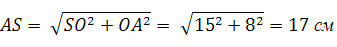 AS = √SO² + OA² = √15² + 8² = 17 см